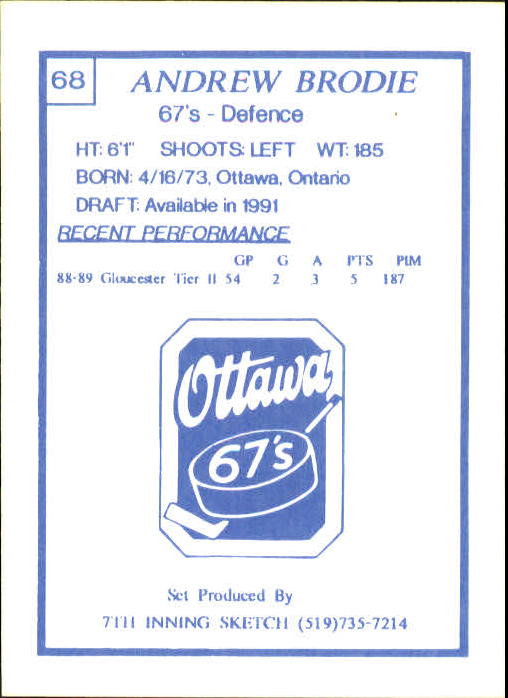 68
ANDREW BRODIE
67's - Defence
HT: 6'1" SHOOTS: LEFT WT: 185
BORN: 4/16/73, Ottawa, Ontario
DRAFT: Available in 1991
RECENT PERFORMANCE
GP G A PTS PIM
88-89 Gloucester Tier II 54 2 3 5 187
Ottawa
67's
Set Produced By
7TH INNING SKETCH (519)735-7214